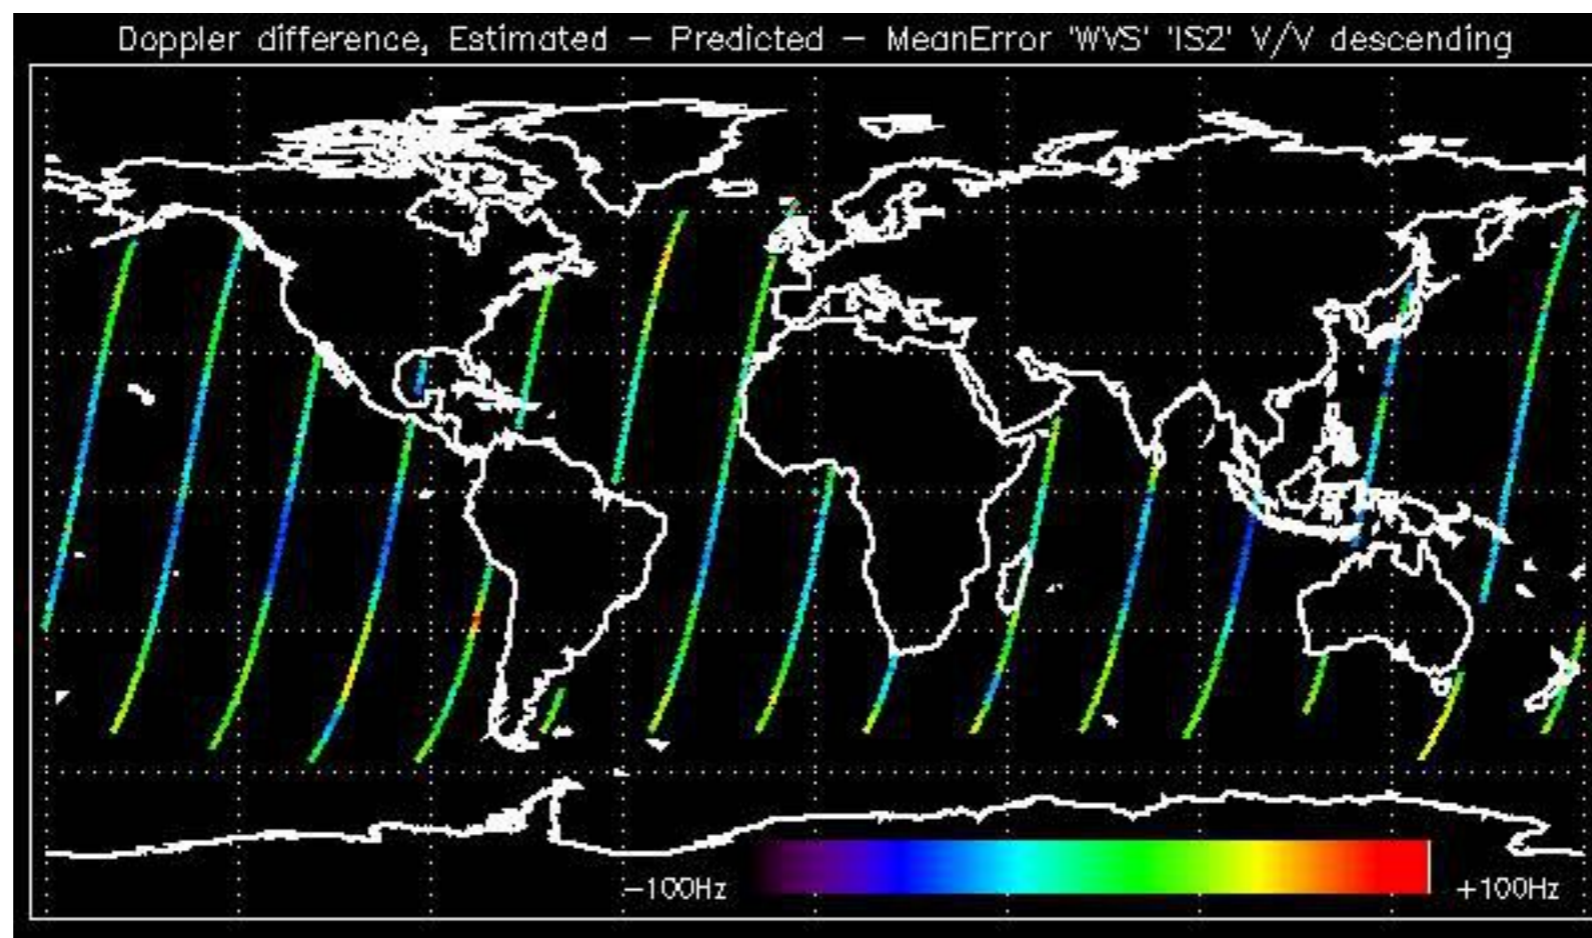 Doppler difference, Estimated - Predicted - MeanError 'WVS' 'IS2' V/V descending
-100Hz +100Hz